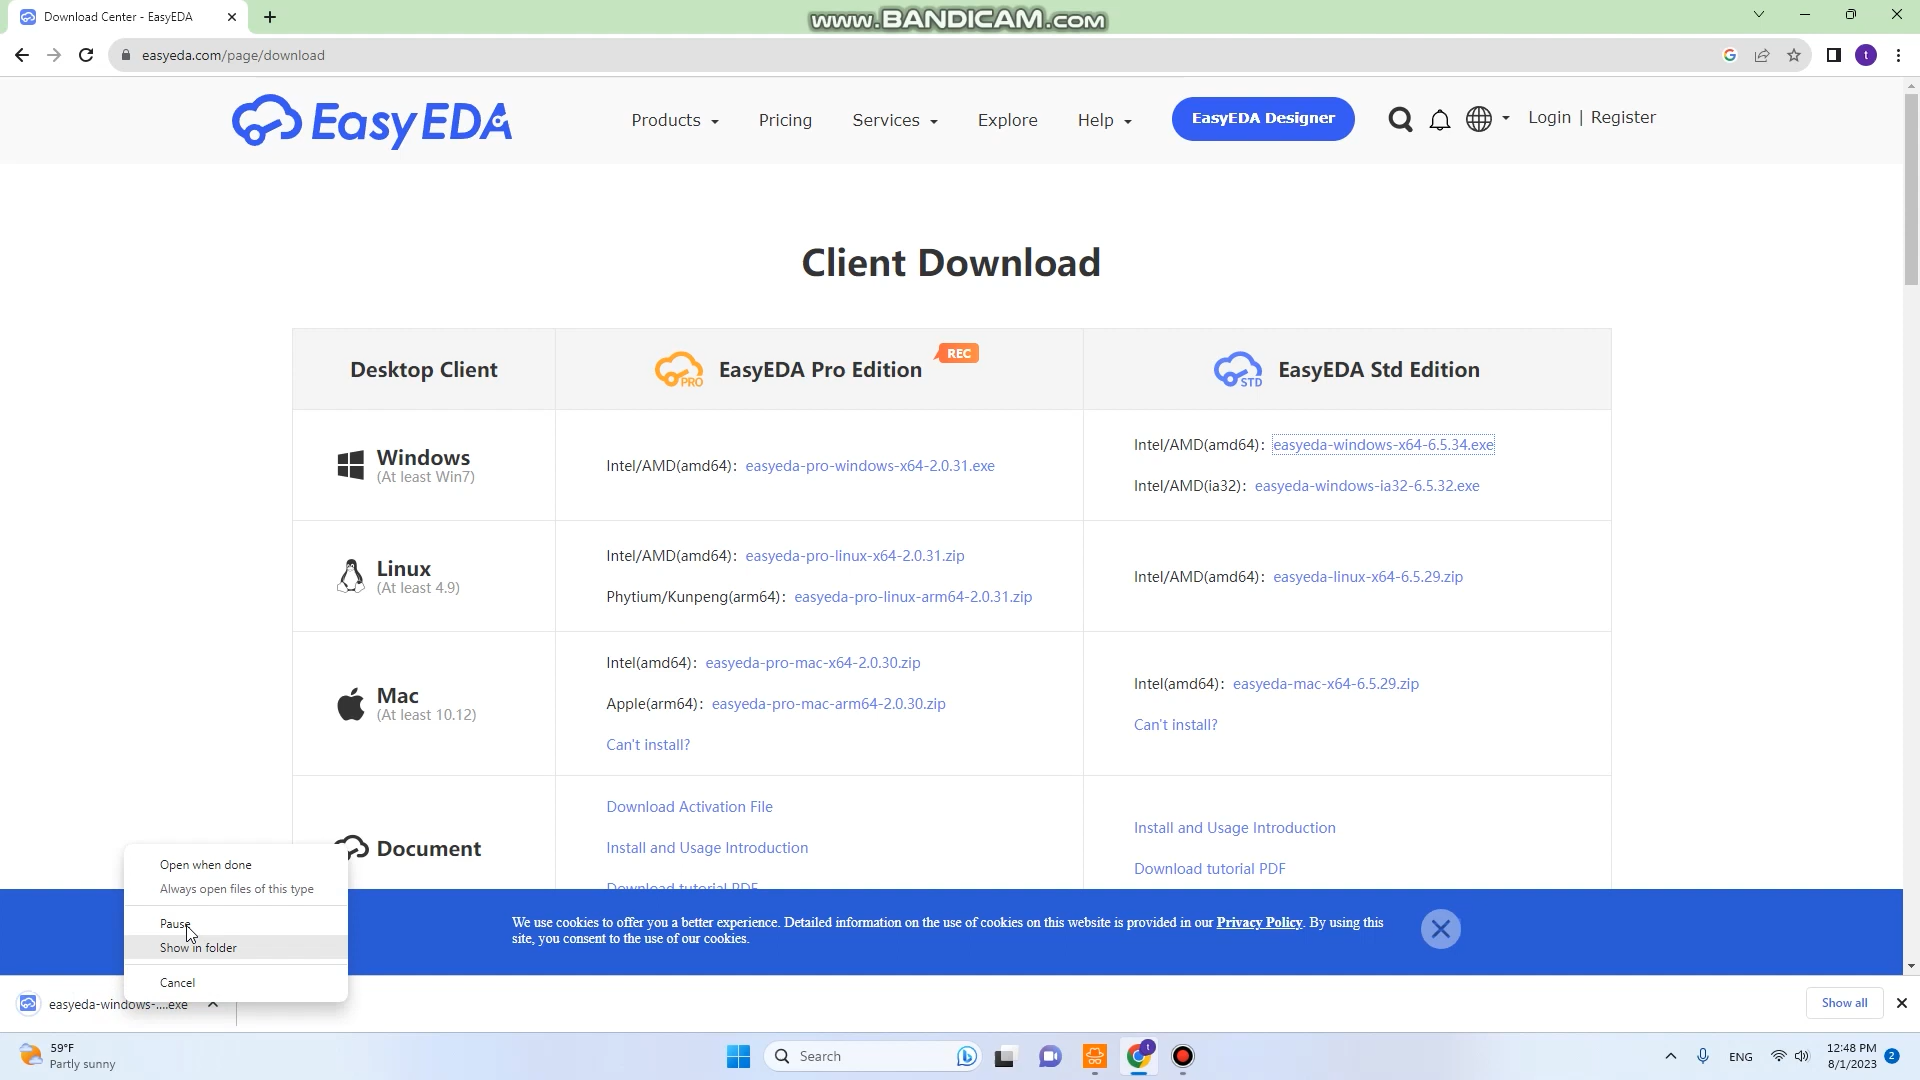 Download Center - EasyEDA
www.BANDICAM.com
easyeda.com/page/download
t
EasyEDA
Products
Pricing
Services
Explore
Help
EasyEDA Designer
Login | Register
Client Download
Desktop Client
PRO
EasyEDA Pro Edition
REC
STD
EasyEDA Std Edition
Windows
(At least Win7)
Intel/AMD(amd64): easyeda-pro-windows-x64-2.0.31.exe
Intel/AMD(amd64): easyeda-windows-x64-6.5.34.exe
Intel/AMD(ia32): easyeda-windows-ia32-6.5.32.exe
Linux
(At least 4.9)
Intel/AMD(amd64): easyeda-pro-linux-x64-2.0.31.zip
Phytium/Kunpeng(arm64): easyeda-pro-linux-arm64-2.0.31.zip
Intel/AMD(amd64): easyeda-linux-x64-6.5.29.zip
Mac
(At least 10.12)
Intel(amd64): easyeda-pro-mac-x64-2.0.30.zip
Apple(arm64): easyeda-pro-mac-arm64-2.0.30.zip
Can't install?
Intel(amd64): easyeda-mac-x64-6.5.29.zip
Can't install?
Document
Download Activation File
Install and Usage Introduction
Download tutorial PDF
Install and Usage Introduction
Download tutorial PDF
Open when done
Always open files of this type
Pause
Show in folder
Cancel
We use cookies to offer you a better experience. Detailed information on the use of cookies on this website is provided in our Privacy Policy. By using this
site, you consent to the use of our cookies.
easyeda-windows-....exe
Show all
59°F
Partly sunny
Search
t
ENG
12:48 PM
8/1/2023
2